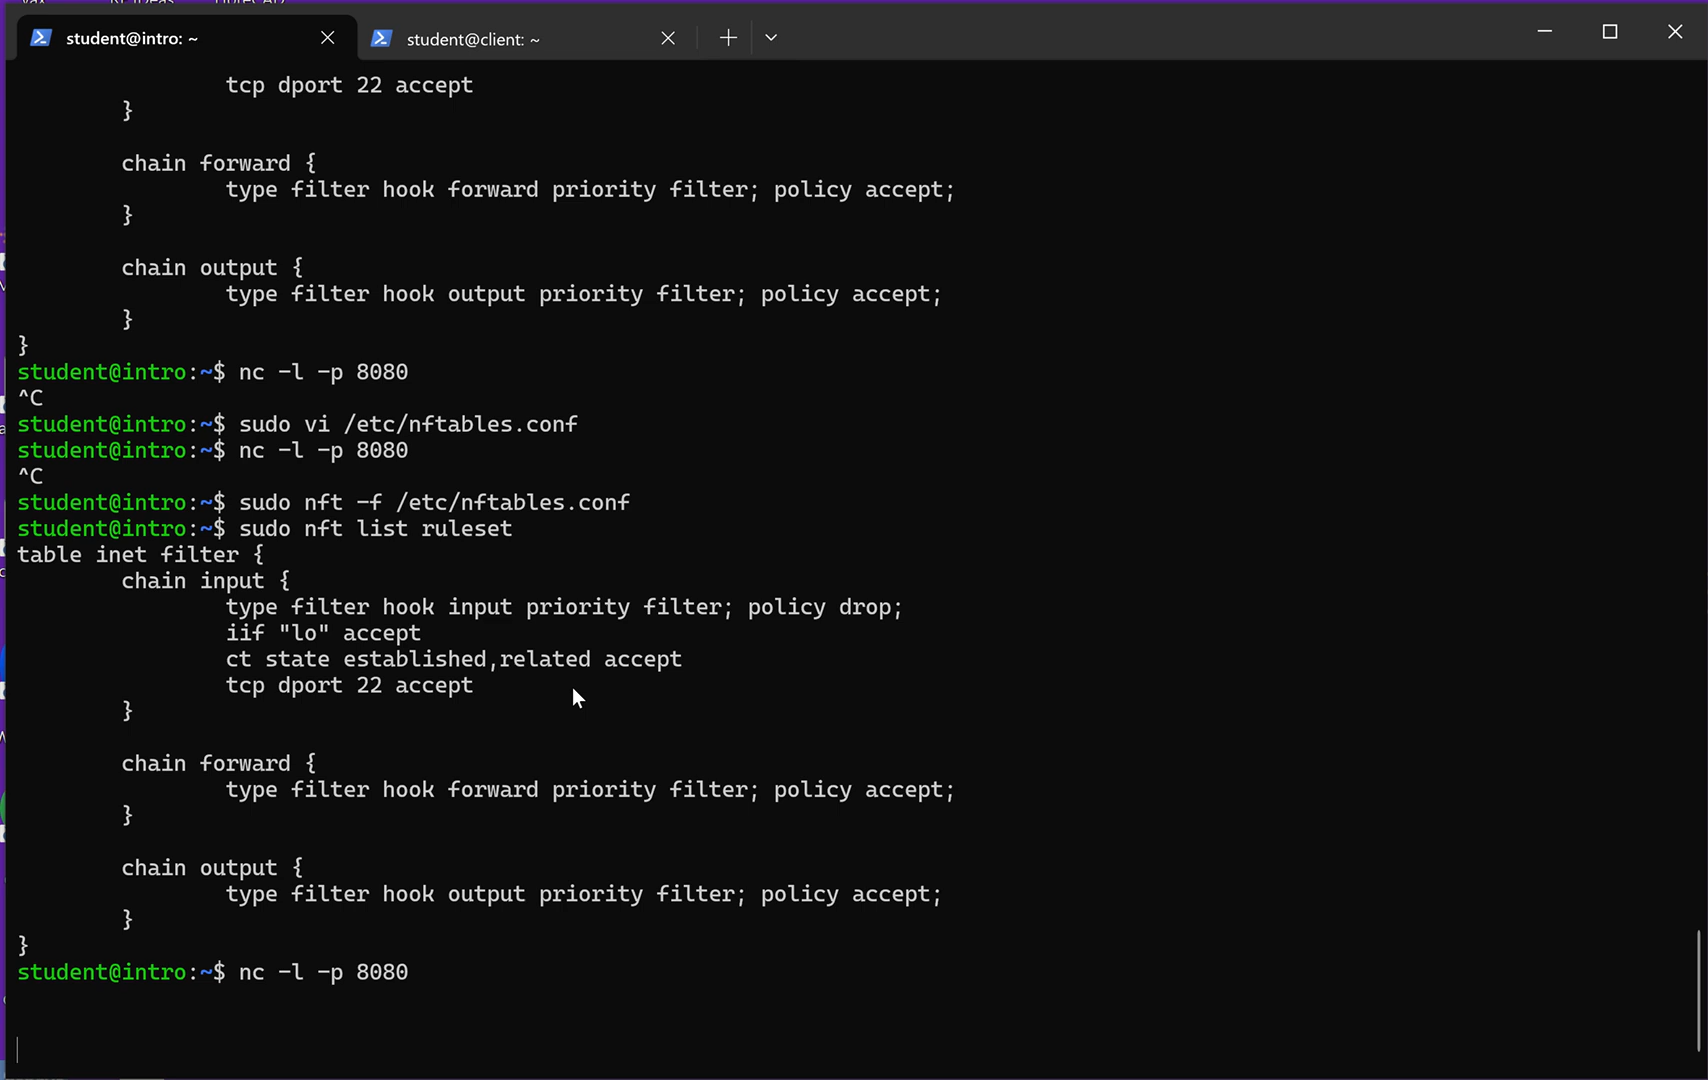 student@intro: ~
student@client: ~
tcp dport 22 accept
}
chain forward {
type filter hook forward priority filter; policy accept;
}
chain output {
type filter hook output priority filter; policy accept;
}
}
student@intro:~$ nc -l -p 8080
^C
student@intro:~$ sudo vi /etc/nftables.conf
student@intro:~$ nc -l -p 8080
^C
student@intro:~$ sudo nft -f /etc/nftables.conf
student@intro:~$ sudo nft list ruleset
table inet filter {
chain input {
type filter hook input priority filter; policy drop;
iif "lo" accept
ct state established,related accept
tcp dport 22 accept
}
chain forward {
type filter hook forward priority filter; policy accept;
}
chain output {
type filter hook output priority filter; policy accept;
}
}
student@intro:~$ nc -l -p 8080